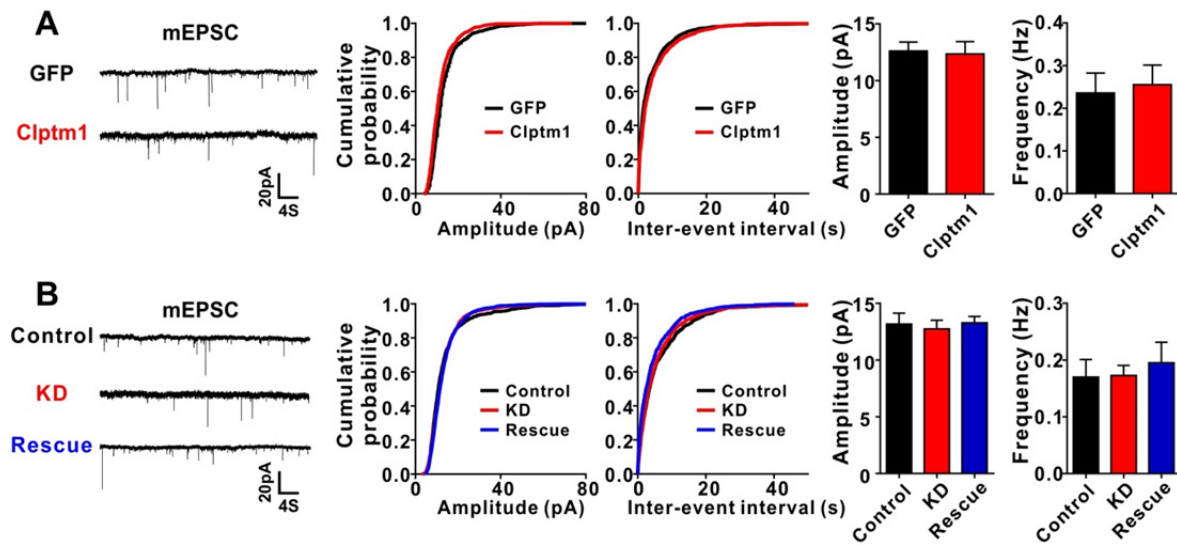 A
mEPSC
GFP
Clptm1
20pA
4S
Cumulative
probability
1.0
0.8
0.6
0.4
0.2
0.0
GFP
Clptm1
0 40 80
Amplitude (pA)
1.0
0.8
0.6
0.4
0.2
0.0
GFP
Clptm1
0 20 40
Inter-event interval (s)
Amplitude (pA)
15
10
5
0
GFP
Clptm1
Frequency (Hz)
0.4
0.3
0.2
0.1
0.0
GFP
Clptm1
B
mEPSC
Control
KD
Rescue
20pA
4S
Cumulative
probability
1.0
0.8
0.6
0.4
0.2
0.0
Control
KD
Rescue
0 40 80
Amplitude (pA)
1.0
0.8
0.6
0.4
0.2
0.0
Control
KD
Rescue
0 20 40
Inter-event interval (s)
Amplitude (pA)
15
10
5
0
Control
KD
Rescue
Frequency (Hz)
0.3
0.2
0.1
0.0
Control
KD
Rescue